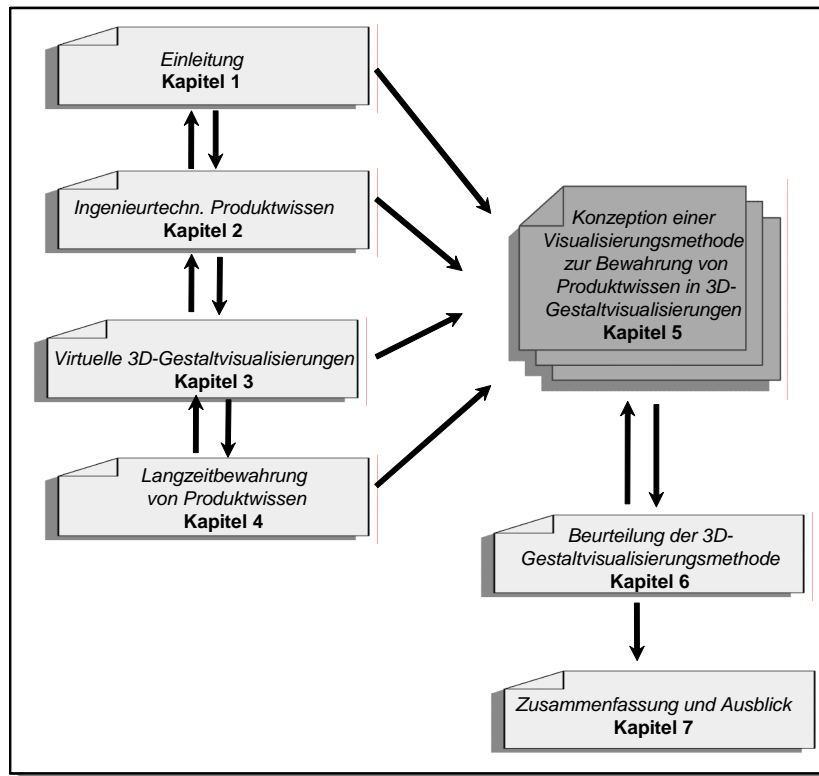 Einleitung
Kapitel 1
Ingenieurtechn. Produktwissen
Kapitel 2
Virtuelle 3D-Gestaltvisualisierungen
Kapitel 3
Langzeitbewahrung
von Produktwissen
Kapitel 4
Konzeption einer
Visualisierungsmethode
zur Bewahrung von
Produktwissen in 3D-
Gestaltvisualisierungen
Kapitel 5
Beurteilung der 3D-
Gestaltvisualisierungsmethode
Kapitel 6
Zusammenfassung und Ausblick
Kapitel 7